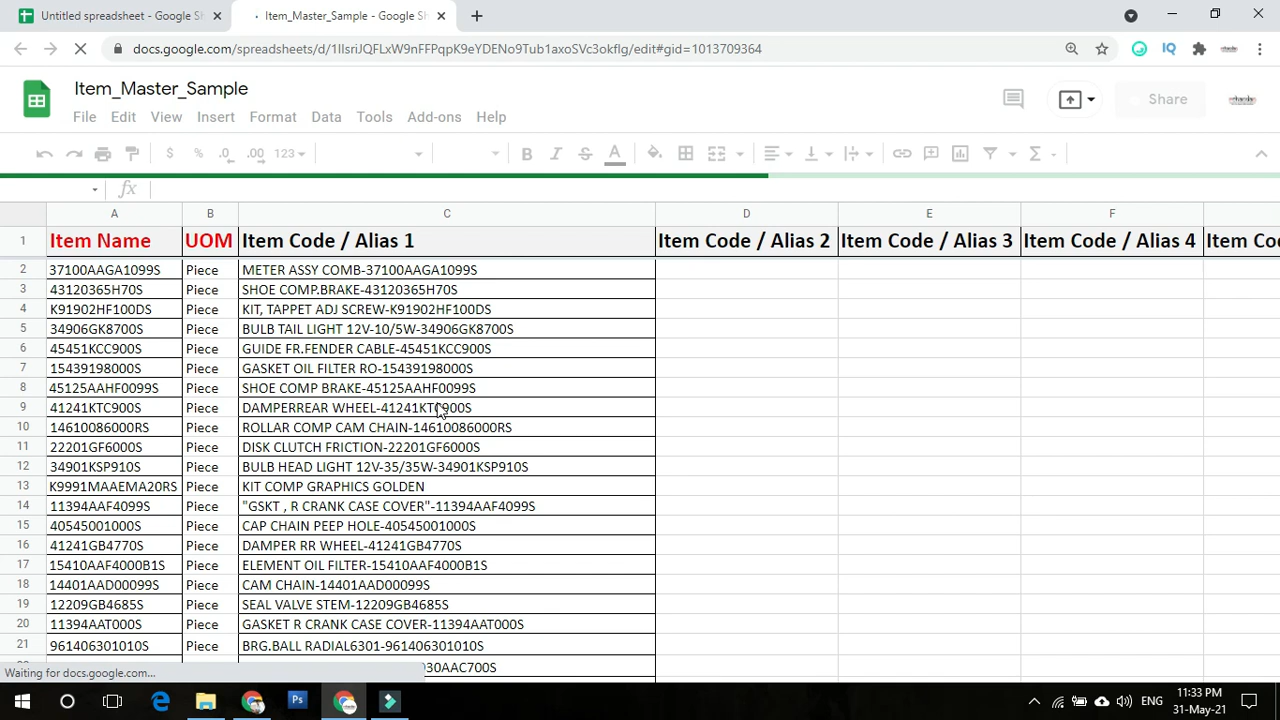 Untitled spreadsheet - Google Sh
Item_Master_Sample - Google Sh
docs.google.com/spreadsheets/d/1IlsriJQFLxW9nFFPqpK9eYDENo9Tub1axoSVc3okflg/edit#gid=1013709364
IQ
Item_Master_Sample
Share
File Edit View Insert Format Data Tools Add-ons Help
$ % .0 .00 123 B I S A
fx
A B C D E F
1 Item Name UOM Item Code / Alias 1 Item Code / Alias 2 Item Code / Alias 3 Item Code / Alias 4 Item Co
2 37100AAGA1099S Piece METER ASSY COMB-37100AAGA1099S
3 43120365H70S Piece SHOE COMP.BRAKE-43120365H70S
4 K91902HF100DS Piece KIT, TAPPET ADJ SCREW-K91902HF100DS
5 34906GK8700S Piece BULB TAIL LIGHT 12V-10/5W-34906GK8700S
6 45451KCC900S Piece GUIDE FR.FENDER CABLE-45451KCC900S
7 15439198000S Piece GASKET OIL FILTER RO-15439198000S
8 45125AAHF0099S Piece SHOE COMP BRAKE-45125AAHF0099S
9 41241KTC900S Piece DAMPERREAR WHEEL-41241KTC900S
10 14610086000RS Piece ROLLAR COMP CAM CHAIN-14610086000RS
11 22201GF6000S Piece DISK CLUTCH FRICTION-22201GF6000S
12 34901KSP910S Piece BULB HEAD LIGHT 12V-35/35W-34901KSP910S
13 K9991MAAEMA20RS Piece KIT COMP GRAPHICS GOLDEN
14 11394AAF4099S Piece "GSKT , R CRANK CASE COVER"-11394AAF4099S
15 40545001000S Piece CAP CHAIN PEEP HOLE-40545001000S
16 41241GB4770S Piece DAMPER RR WHEEL-41241GB4770S
17 15410AAF4000B1S Piece ELEMENT OIL FILTER-15410AAF4000B1S
18 14401AAD00099S Piece CAM CHAIN-14401AAD00099S
19 12209GB4685S Piece SEAL VALVE STEM-12209GB4685S
20 11394AAT000S Piece GASKET R CRANK CASE COVER-11394AAT000S
21 961406301010S Piece BRG.BALL RADIAL6301-961406301010S
30AAC700S
Waiting for docs.google.com...
Ps
ENG
11:33 PM
31-May-21